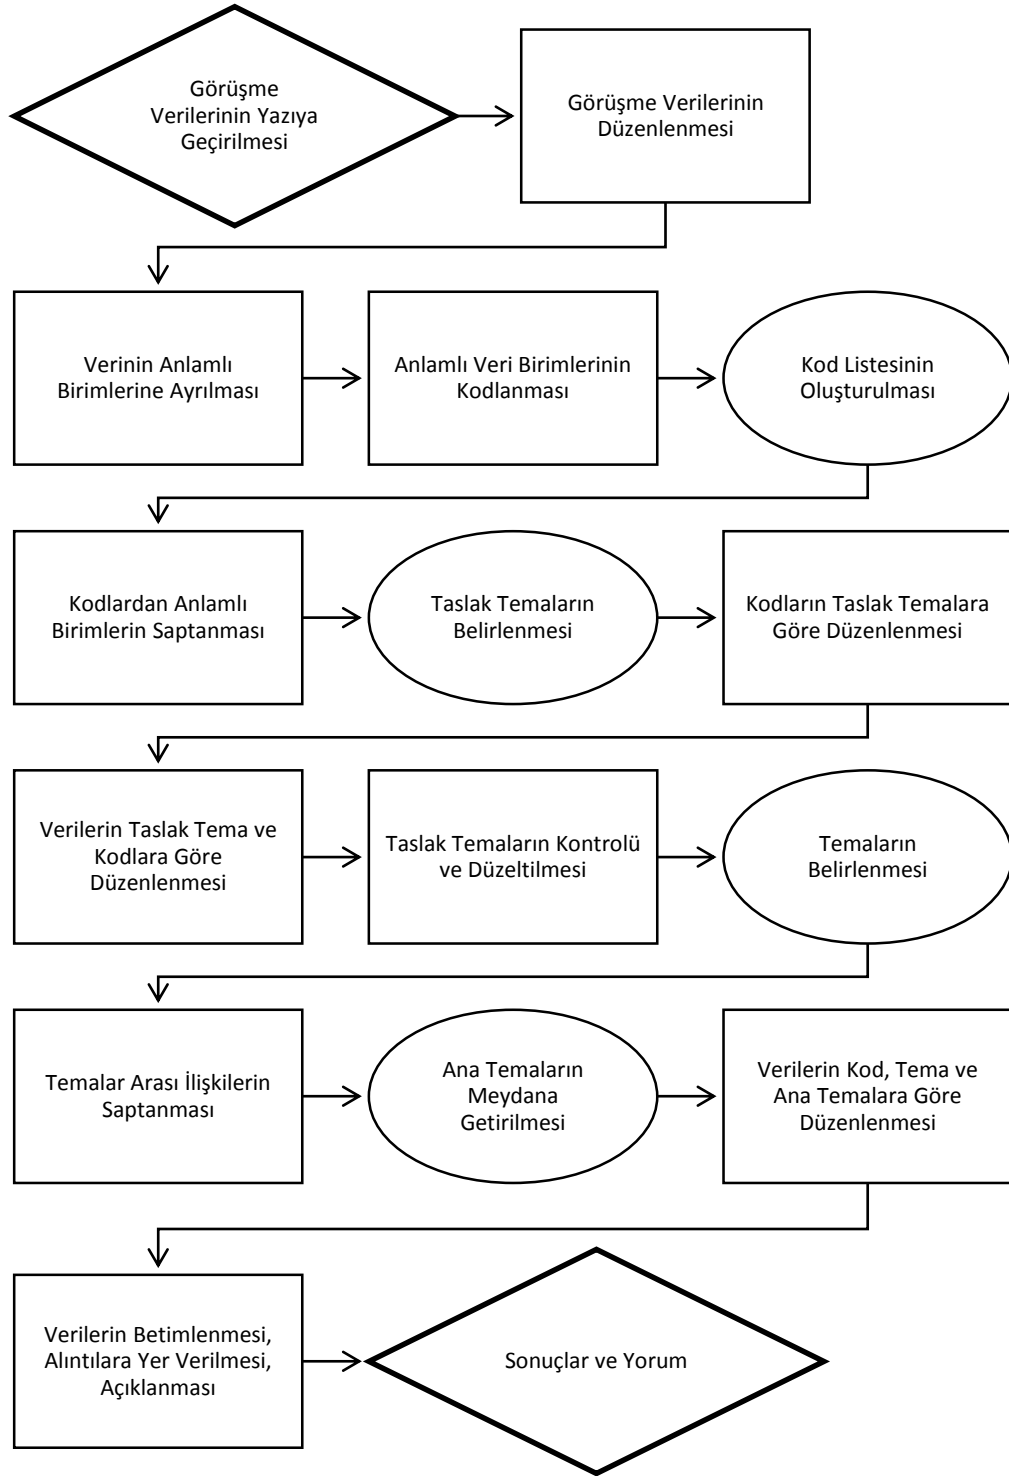 Görüşme
Verilerinin Yazıya
Geçirilmesi
Görüşme Verilerinin
Düzenlenmesi
Verinin Anlamlı
Birimlerine Ayrılması
Anlamlı Veri Birimlerinin
Kodlanması
Kod Listesinin
Oluşturulması
Kodlardan Anlamlı
Birimlerin Saptanması
Taslak Temaların
Belirlenmesi
Kodların Taslak Temalara
Göre Düzenlenmesi
Verilerin Taslak Tema ve
Kodlara Göre
Düzenlenmesi
Taslak Temaların Kontrolü
ve Düzeltilmesi
Temaların
Belirlenmesi
Temalar Arası İlişkilerin
Saptanması
Ana Temaların
Meydana
Getirilmesi
Verilerin Kod, Tema ve
Ana Temalara Göre
Düzenlenmesi
Verilerin Betimlenmesi,
Alıntılara Yer Verilmesi,
Açıklanması
Sonuçlar ve Yorum